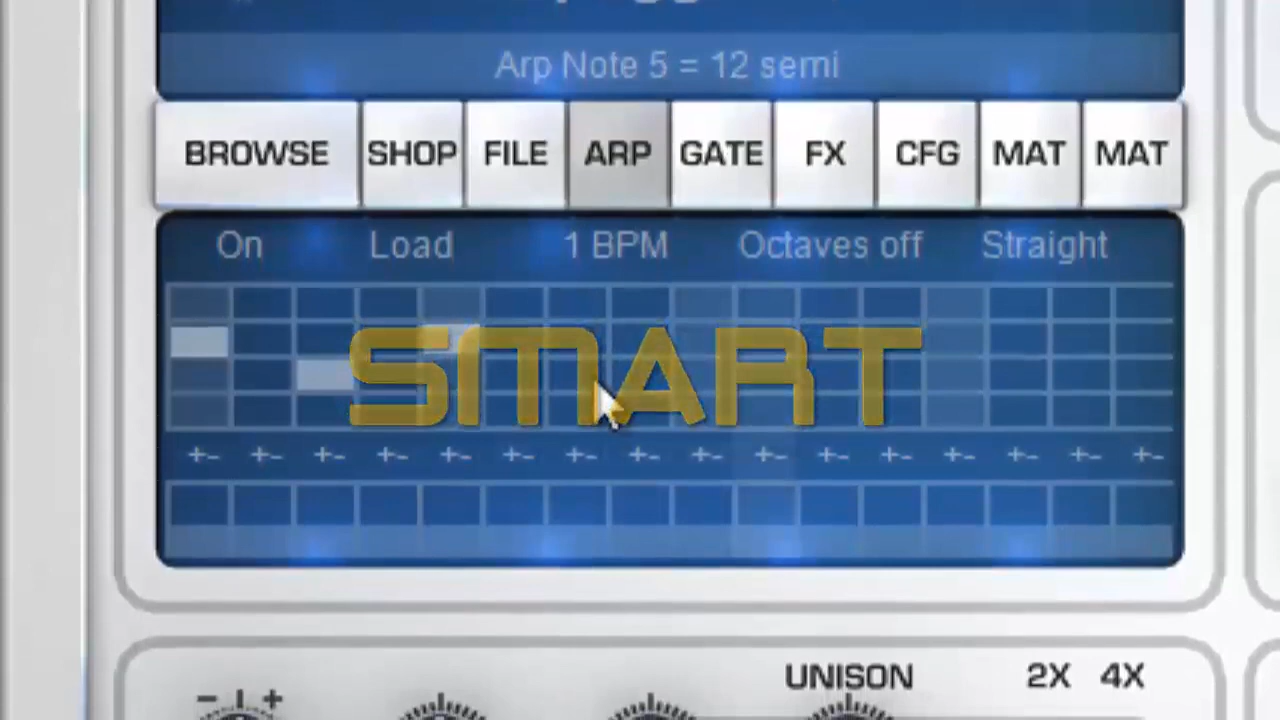 Arp Note 5 = 12 semi
BROWSE SHOP FILE ARP GATE FX CFG MAT MAT
On Load 1 BPM Octaves off Straight
SMART
+- +- +- +- +- +- +- +- +- +- +- +- +- +- +- +-
UNISON 2X 4X
- +